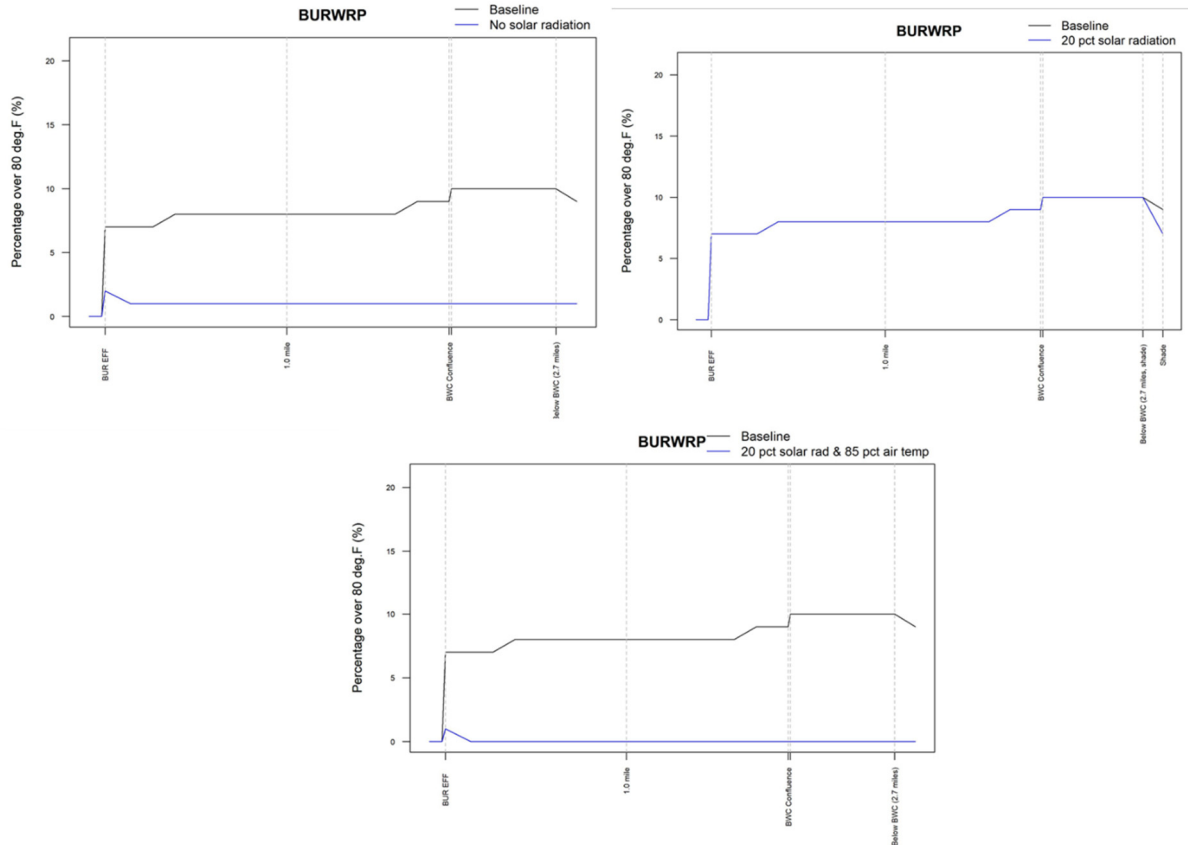 BURWRP
Baseline
No solar radiation
Percentage over 80 deg.F (%)
20
15
10
5
0
BUR EFF
1.0 mile
BWC Confluence
Below BWC (2.7 miles)
BURWRP
Baseline
20 pct solar radiation
Percentage over 80 deg.F (%)
20
15
10
5
0
BUR EFF
1.0 mile
BWC Confluence
Below BWC (2.7 miles, shade)
Shade
BURWRP
Baseline
20 pct solar rad & 85 pct air temp
Percentage over 80 deg.F (%)
20
15
10
5
0
BUR EFF
1.0 mile
BWC Confluence
Below BWC (2.7 miles)